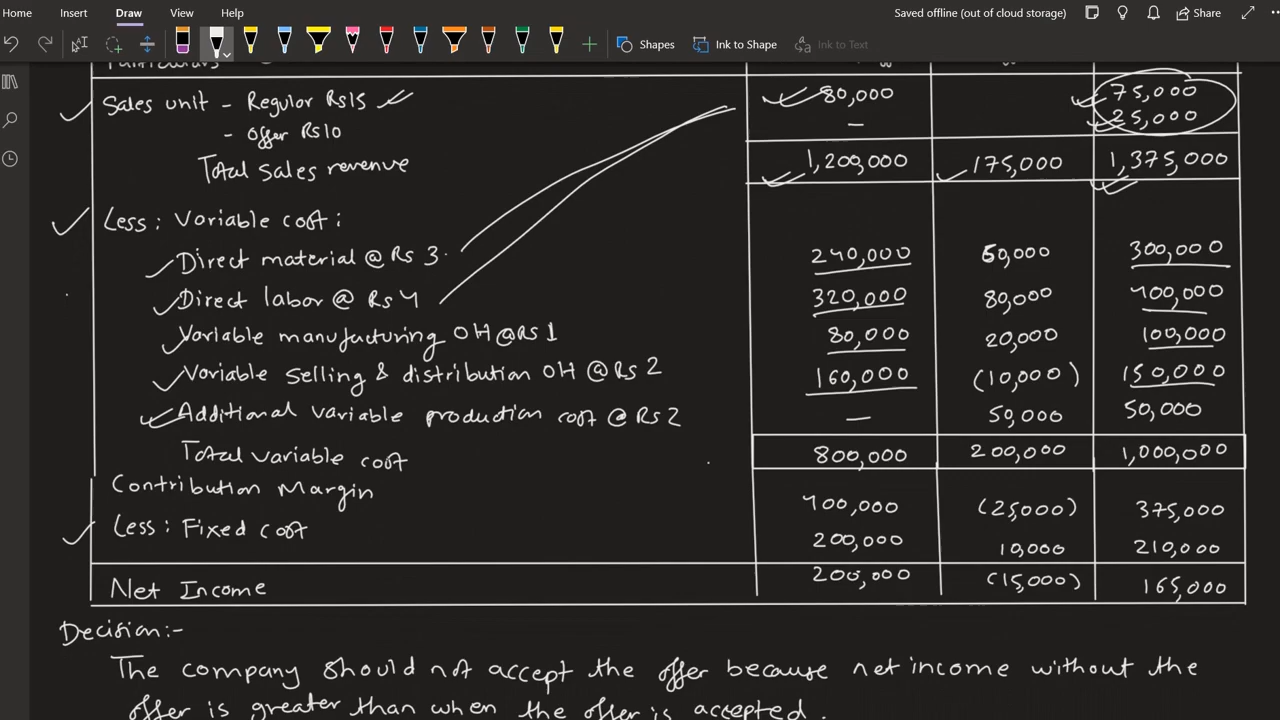 Home Insert Draw View Help Saved offline (out of cloud storage) Share
Shapes Ink to Shape Ink to Text
Particulars
Sales unit - Regular Rs15 80,000 75,000
- Offer Rs10 — 25,000
Total Sales revenue 1,200,000 175,000 1,375,000
Less: Variable cost:
Direct material @ Rs 3 240,000 60,000 300,000
Direct labor @ Rs 4 320,000 80,000 400,000
Variable manufacturing OH @Rs 1 80,000 20,000 100,000
Variable Selling & distribution OH @ Rs 2 160,000 (10,000) 150,000
Additional variable production cost @ Rs 2 — 50,000 50,000
Total variable cost 800,000 200,000 1,000,000
Contribution Margin 400,000 (25,000) 375,000
Less: Fixed cost 200,000 10,000 210,000
Net Income 200,000 (15,000) 165,000
Decision:-
The company should not accept the offer because net income without the
offer is greater than when the offer is accepted.